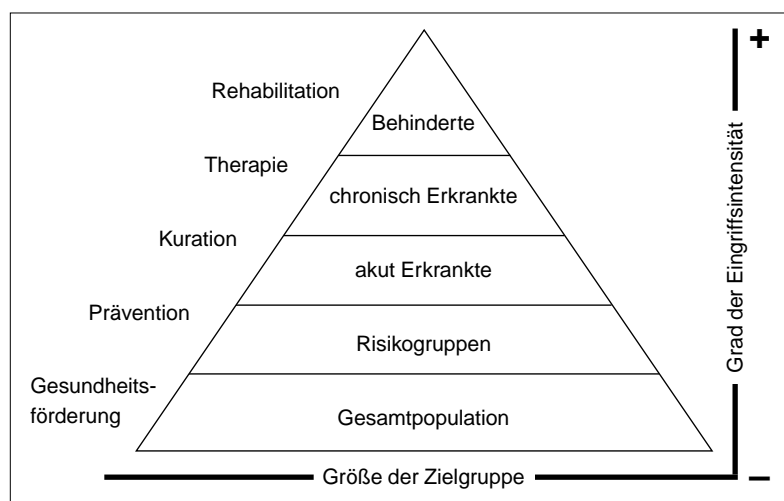 +
Rehabilitation
Behinderte
Therapie
chronisch Erkrankte
Kuration
akut Erkrankte
Prävention
Risikogruppen
Gesundheits-
förderung
Gesamtpopulation
Grad der Eingriffsintensität
Größe der Zielgruppe
–